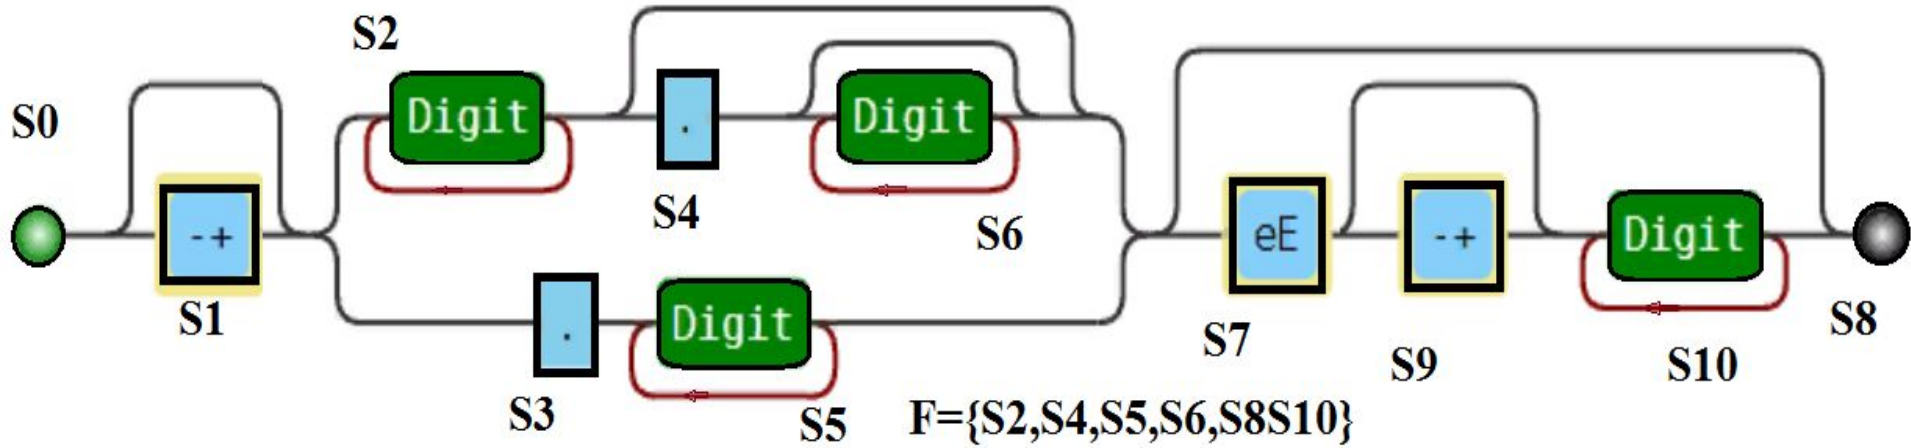 S0
-+
S1
S2
Digit
.
S4
Digit
S6
.
S3
Digit
S5
eE
S7
-+
S9
Digit
S10
S8
F={S2,S4,S5,S6,S8S10}